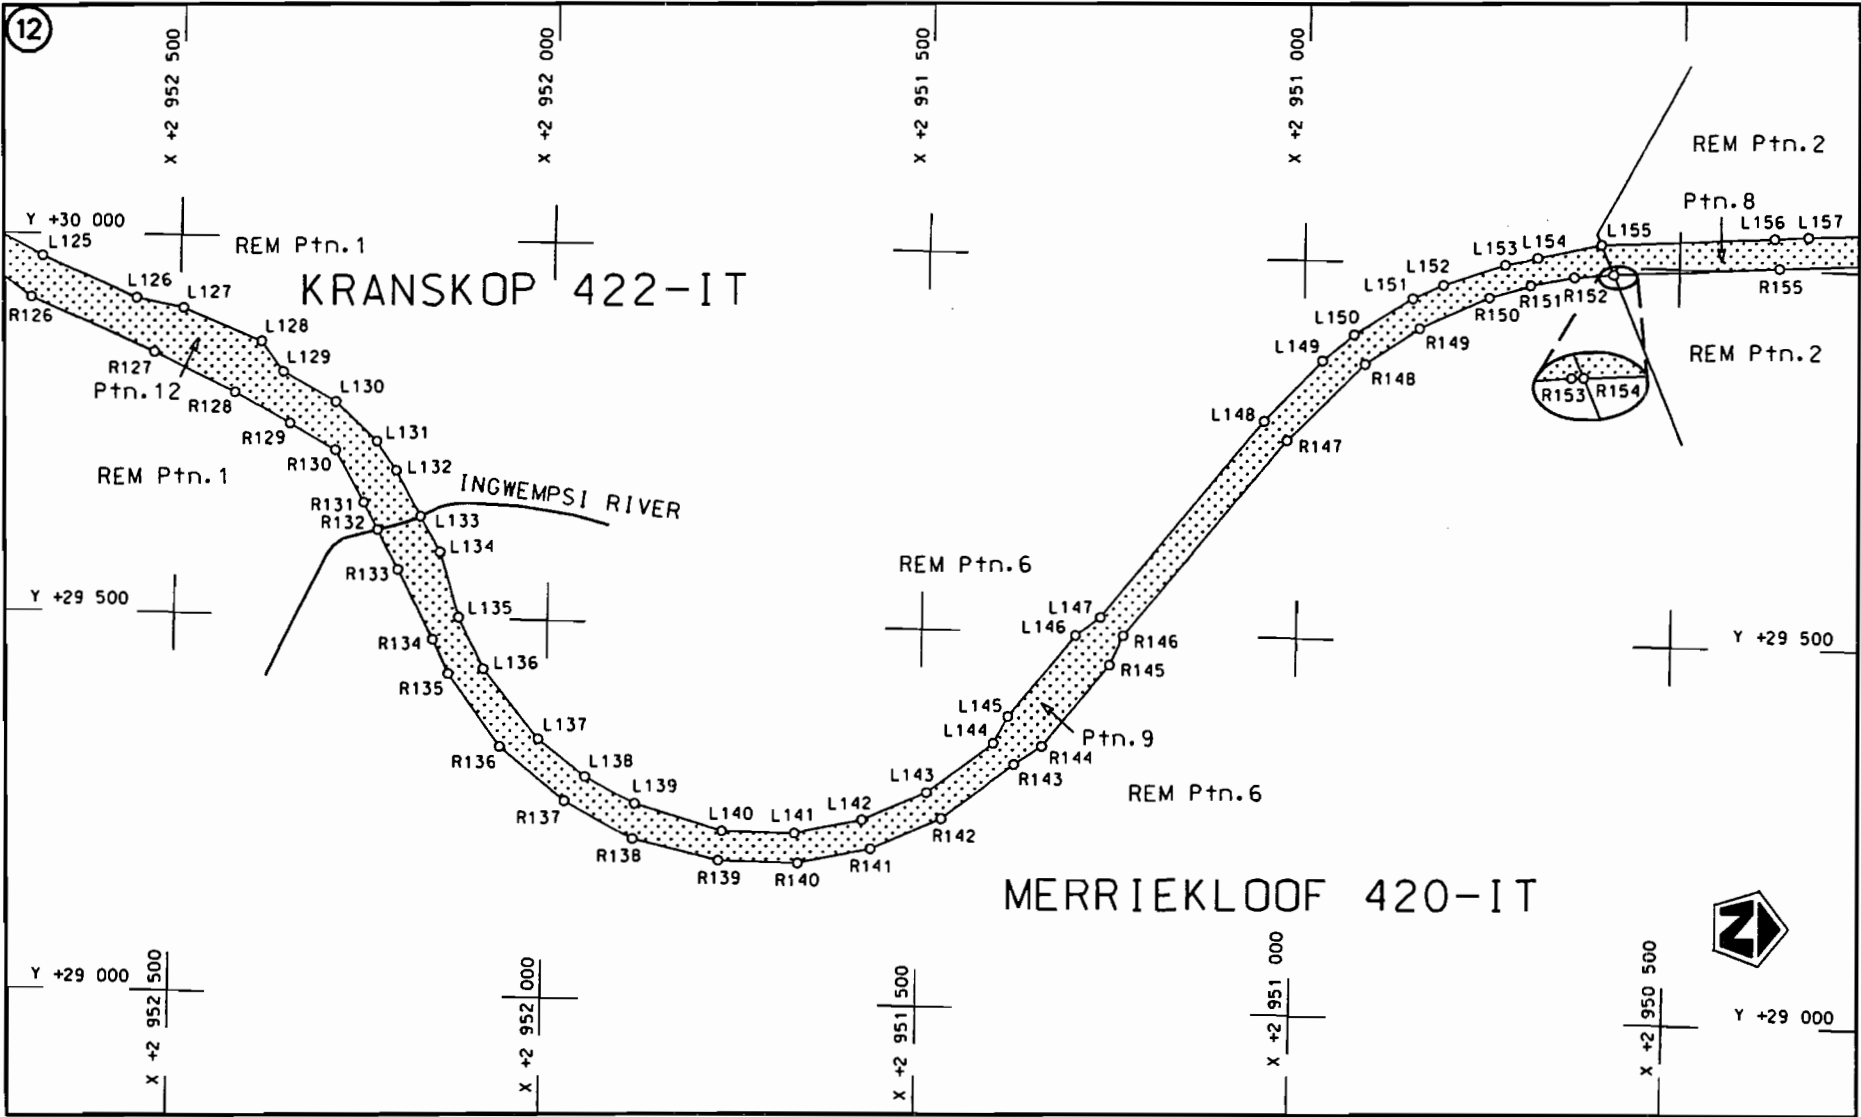 12
X +2 952 500
X +2 952 000
X +2 951 500
X +2 951 000
REM Ptn.2
Ptn.8
Y +30 000
REM Ptn.1
L125
L126
L127
L128
L129
L130
L131
L132
L133
L134
L135
L136
L137
L138
L139
L140
L141
L142
L143
L144
L145
L146
L147
L148
L149
L150
L151
L152
L153
L154
L155
L156
L157
KRANSKOP 422-IT
R126
R127
Ptn.12
R128
R129
R130
R131
R132
R133
R134
R135
R136
R137
R138
R139
R140
R141
R142
R143
R144
R145
R146
R147
R148
R149
R150
R151
R152
R153
R154
R155
REM Ptn.2
REM Ptn.1
INGWEMPSI RIVER
REM Ptn.6
Y +29 500
Y +29 500
Ptn.9
REM Ptn.6
MERRIEKLOOF 420-IT
N
Y +29 000
X +2 952 500
X +2 952 000
X +2 951 500
X +2 951 000
X +2 950 500
Y +29 000